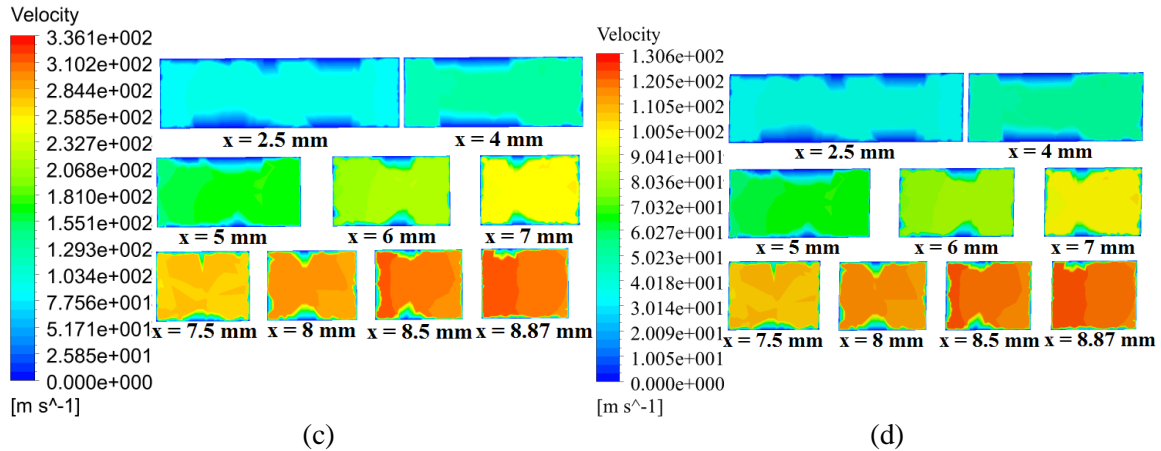 Velocity
3.361e+002
3.102e+002
2.844e+002
2.585e+002
2.327e+002
2.068e+002
1.810e+002
1.551e+002
1.293e+002
1.034e+002
7.756e+001
5.171e+001
2.585e+001
0.000e+000
[m s^-1]
x = 2.5 mm
x = 4 mm
x = 5 mm
x = 6 mm
x = 7 mm
x = 7.5 mm
x = 8 mm
x = 8.5 mm
x = 8.87 mm
(c)
Velocity
1.306e+002
1.205e+002
1.105e+002
1.005e+002
9.041e+001
8.036e+001
7.032e+001
6.027e+001
5.023e+001
4.018e+001
3.014e+001
2.009e+001
1.005e+001
0.000e+000
[m s^-1]
x = 2.5 mm
x = 4 mm
x = 5 mm
x = 6 mm
x = 7 mm
x = 7.5 mm
x = 8 mm
x = 8.5 mm
x = 8.87 mm
(d)